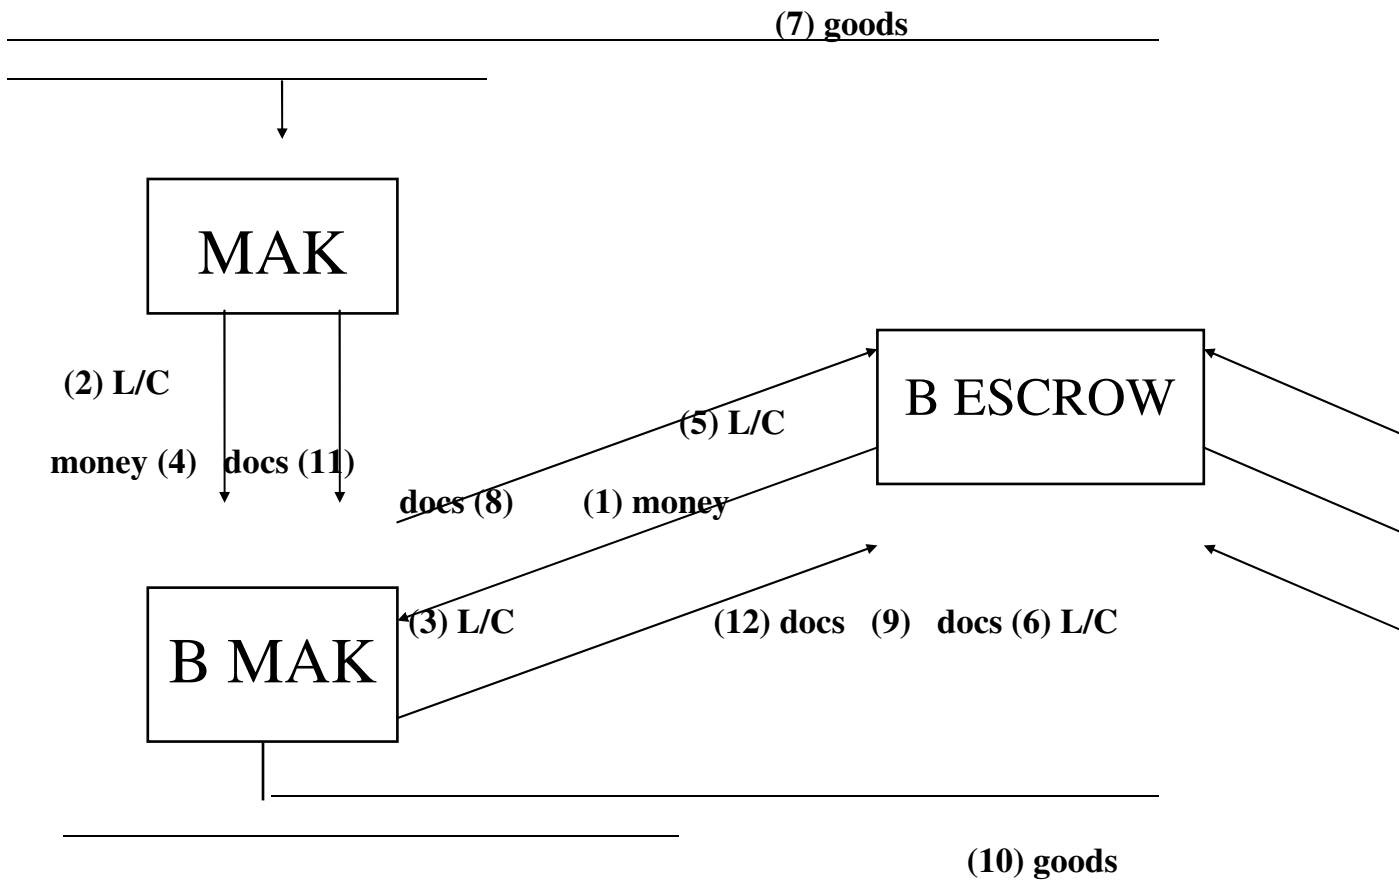 (7) goods
MAK
(2) L/C
B ESCROW
(5) L/C
money (4) docs (11)
docs (8) (1) money
(3) L/C (12) docs (9) docs (6) L/C
B MAK
(10) goods